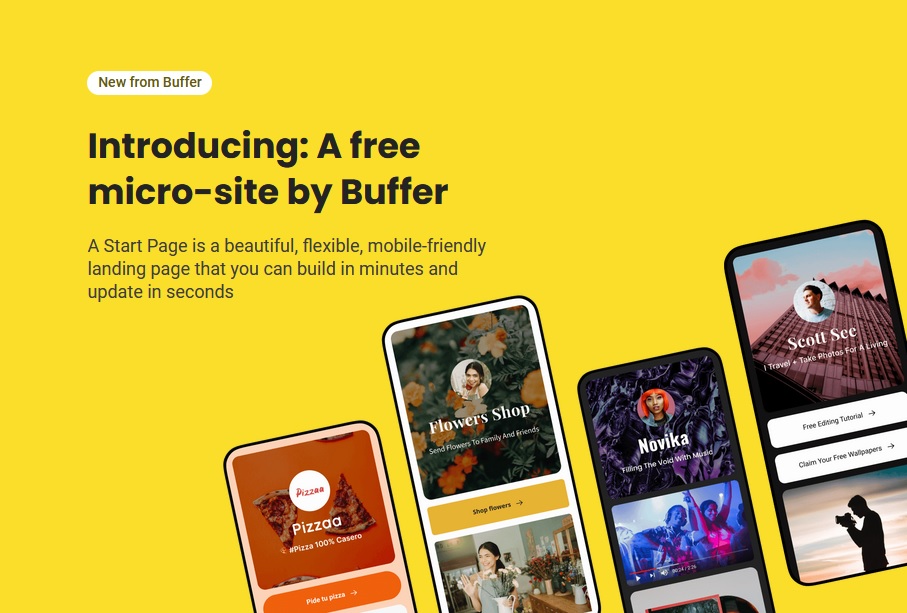 New from Buffer
Introducing: A free
micro-site by Buffer
A Start Page is a beautiful, flexible, mobile-friendly
landing page that you can build in minutes and
update in seconds
Scott See
I Travel + Take Photos For A Living
Free Editing Tutorial →
Claim Your Free Wallpapers →
Flowers Shop
Send Flowers To Family And Friends
Shop flowers →
Novika
Filling The Void With Music
00:24 / 2:26
Pizzaa
Pizzaa
#Pizza 100% Casero
Pide tu pizza →